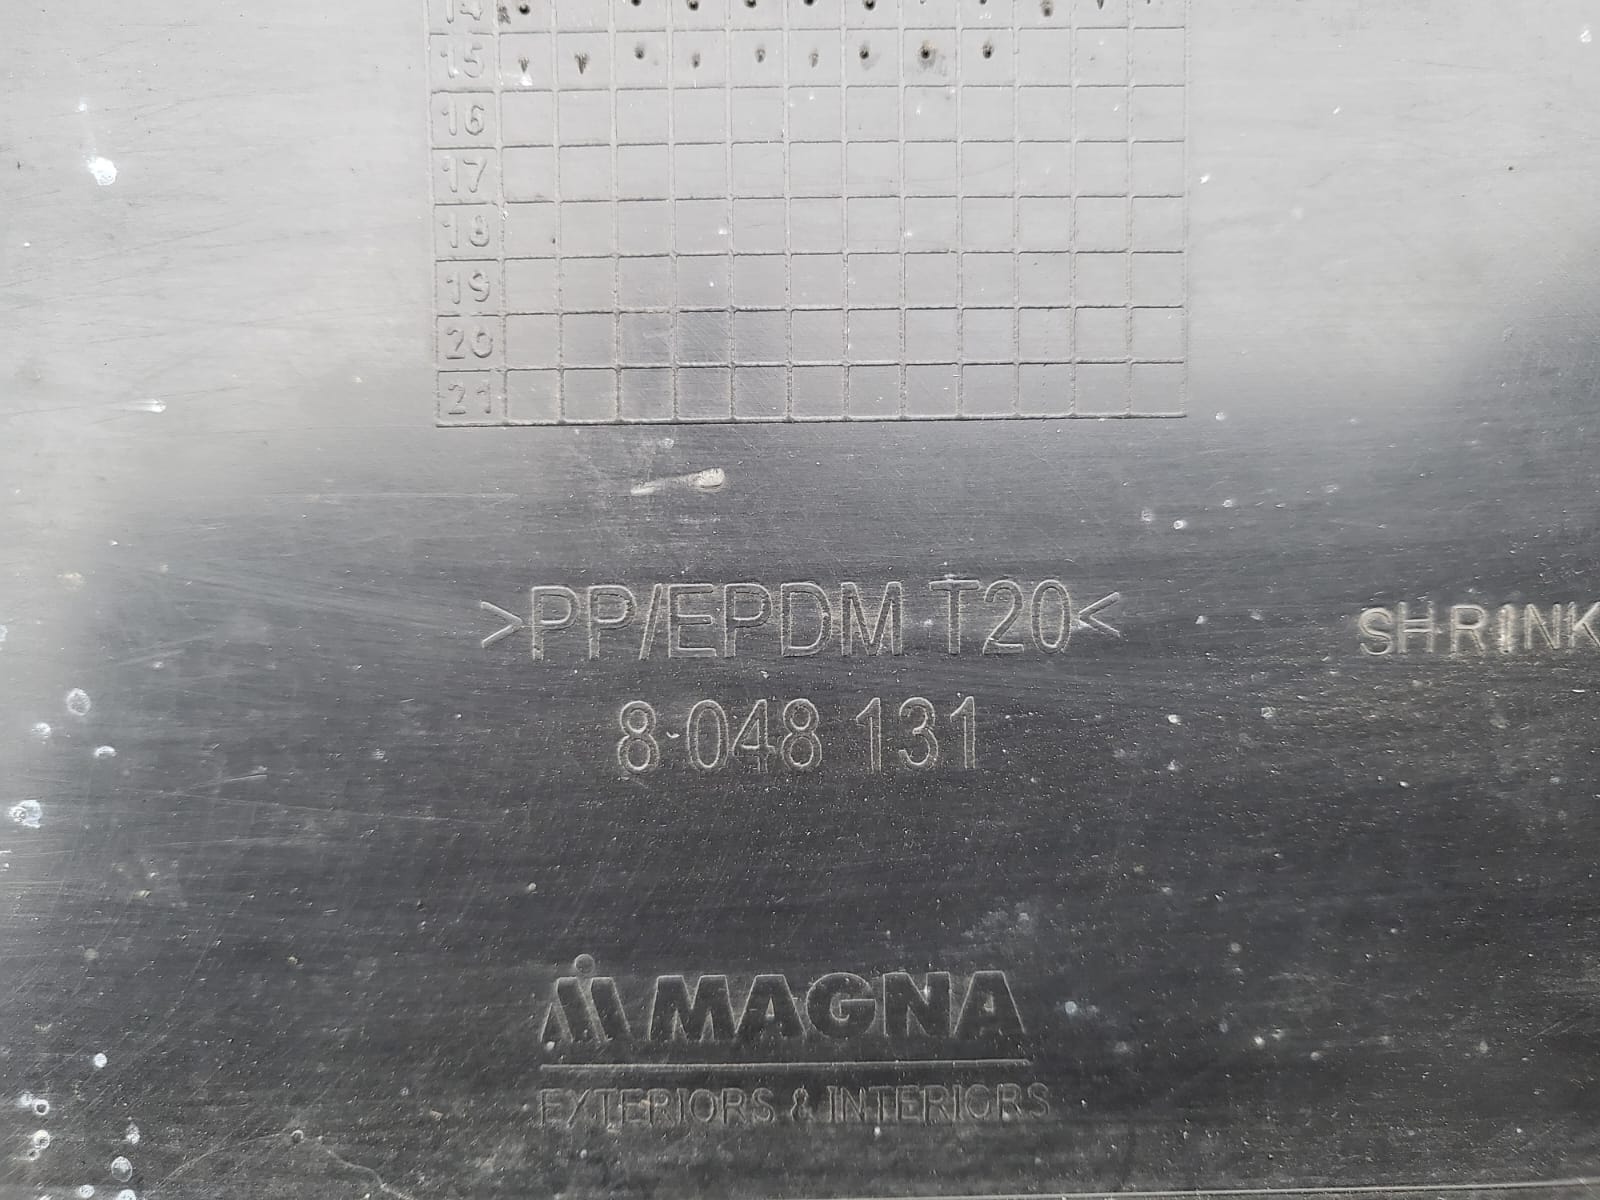 14
15
16
17
18
19
20
21
>PP/EPDM T20<
SHRINK
8 048 131
MAGNA
EXTERIORS & INTERIORS